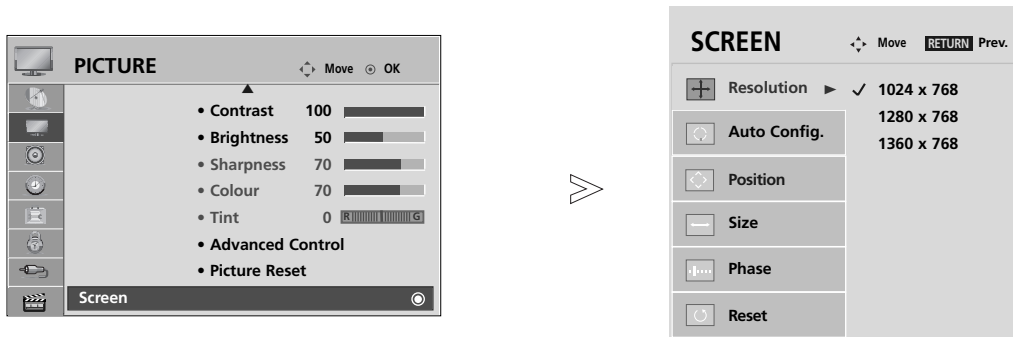 PICTURE
Move OK
• Contrast 100
• Brightness 50
• Sharpness 70
• Colour 70
• Tint 0 R G
• Advanced Control
• Picture Reset
Screen
SCREEN
Move RETURN Prev.
Resolution ► ✓ 1024 x 768
Auto Config. 1280 x 768
1360 x 768
Position
Size
Phase
Reset